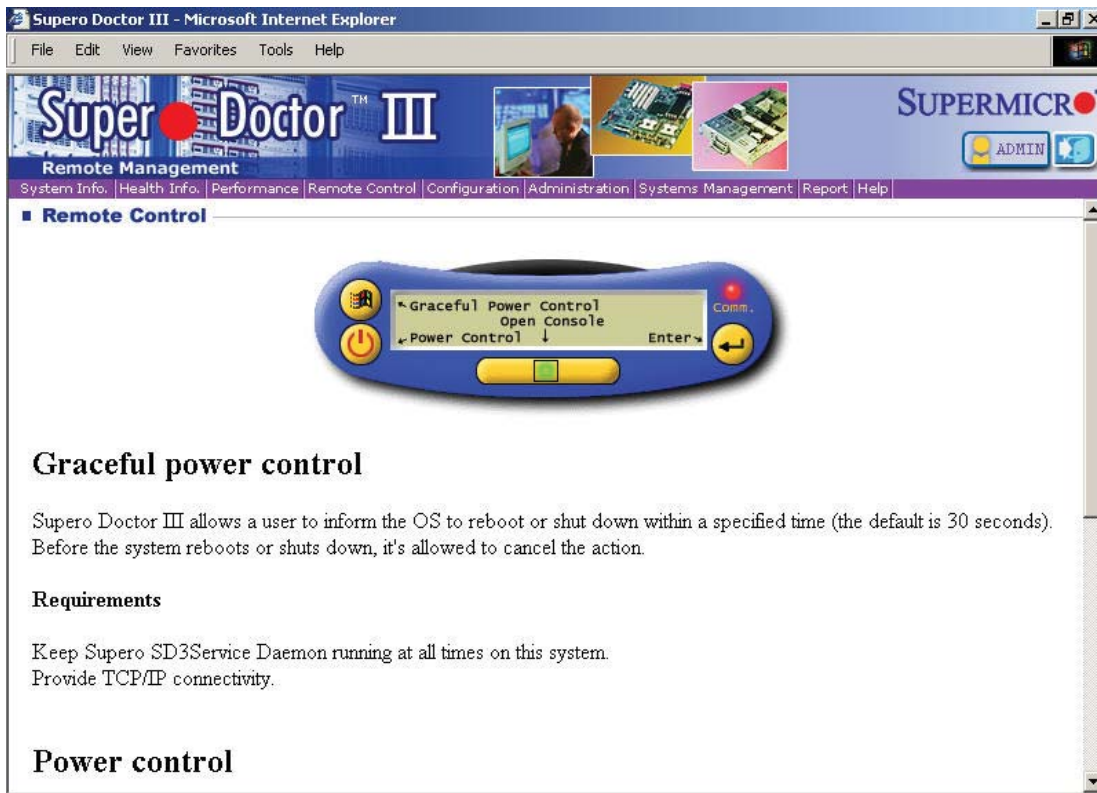 Supero Doctor III - Microsoft Internet Explorer
File Edit View Favorites Tools Help
Super Doctor™ III
Remote Management
SUPERMICRO
ADMIN
System Info. Health Info. Performance Remote Control Configuration Administration Systems Management Report Help
Remote Control
Graceful Power Control
Open Console
Power Control
Enter
Comm.
Graceful power control
Supero Doctor III allows a user to inform the OS to reboot or shut down within a specified time (the default is 30 seconds).
Before the system reboots or shuts down, it's allowed to cancel the action.
Requirements
Keep Supero SD3Service Daemon running at all times on this system.
Provide TCP/IP connectivity.
Power control